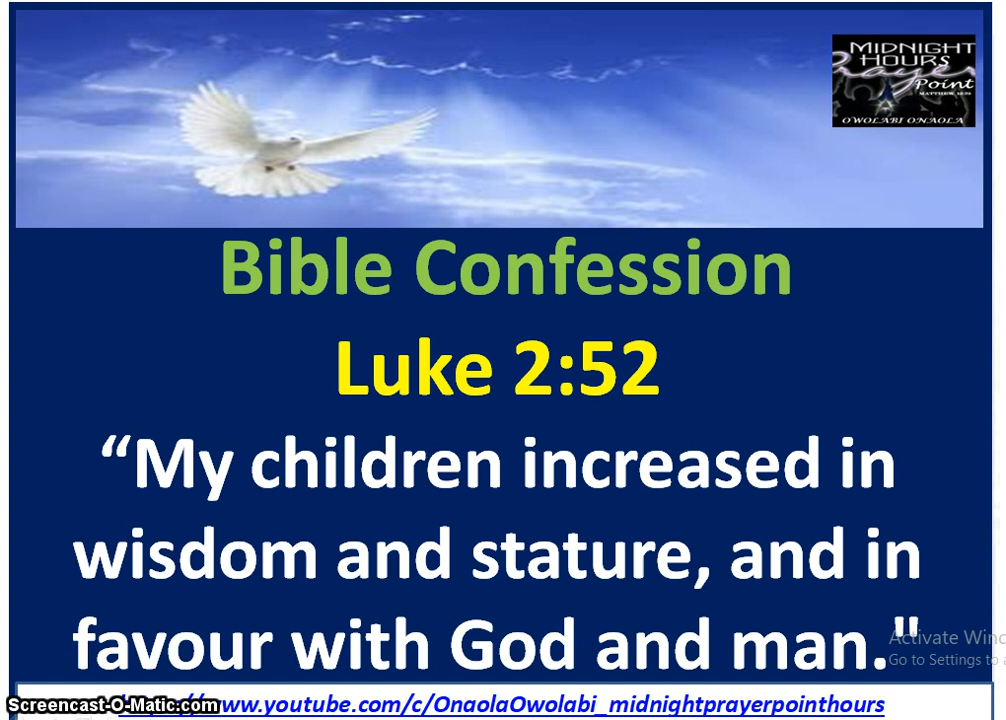 MIDNIGHT
HOURS
Prayer
Point
OWOLABI ONAOLA
Bible Confession
Luke 2:52
“My children increased in
wisdom and stature, and in
favour with God and man."
Activate Winc
Go to Settings to a
Screencast-O-Matic.com
www.youtube.com/c/OnaolaOwolabi_midnightprayerpointhours